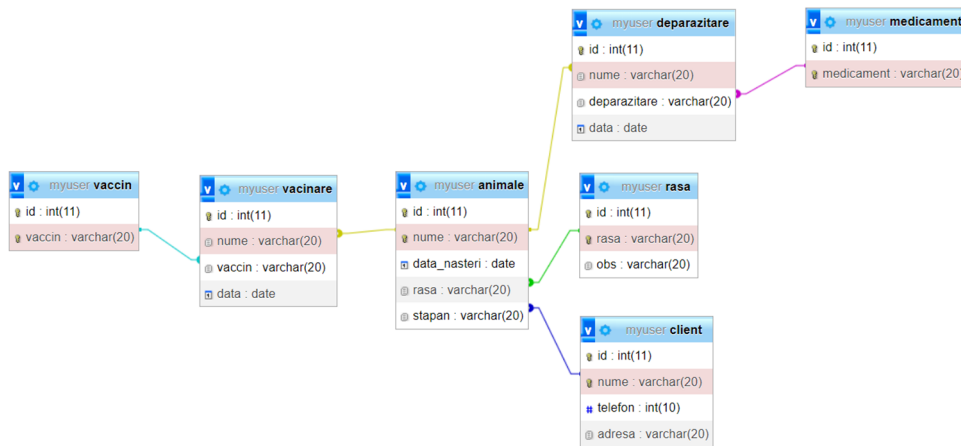 myuser deparazitare
id : int(11)
nume : varchar(20)
deparazitare : varchar(20)
data : date
myuser medicament
id : int(11)
medicament : varchar(20)
myuser vaccin
id : int(11)
vaccin : varchar(20)
myuser vacinare
id : int(11)
nume : varchar(20)
vaccin : varchar(20)
data : date
myuser animale
id : int(11)
nume : varchar(20)
data_nasteri : date
rasa : varchar(20)
stapan : varchar(20)
myuser rasa
id : int(11)
rasa : varchar(20)
obs : varchar(20)
myuser client
id : int(11)
nume : varchar(20)
# telefon : int(10)
adresa : varchar(20)